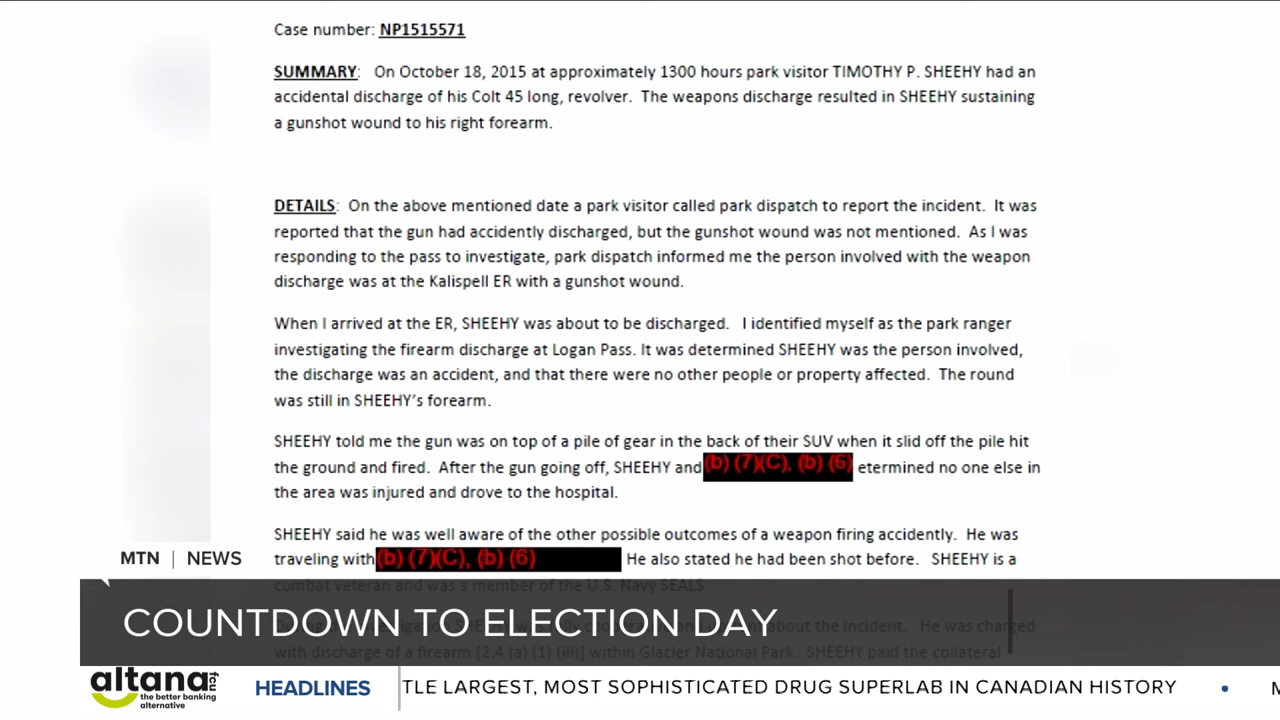 Case number: NP1515571
SUMMARY: On October 18, 2015 at approximately 1300 hours park visitor TIMOTHY P. SHEEHY had an
accidental discharge of his Colt 45 long, revolver. The weapons discharge resulted in SHEEHY sustaining
a gunshot wound to his right forearm.
DETAILS: On the above mentioned date a park visitor called park dispatch to report the incident. It was
reported that the gun had accidently discharged, but the gunshot wound was not mentioned. As I was
responding to the pass to investigate, park dispatch informed me the person involved with the weapon
discharge was at the Kalispell ER with a gunshot wound.
When I arrived at the ER, SHEEHY was about to be discharged. I identified myself as the park ranger
investigating the firearm discharge at Logan Pass. It was determined SHEEHY was the person involved,
the discharge was an accident, and that there were no other people or property affected. The round
was still in SHEEHY's forearm.
SHEEHY told me the gun was on top of a pile of gear in the back of their SUV when it slid off the pile hit
the ground and fired. After the gun going off, SHEEHY and (b) (7)(C), (b) (6) etermined no one else in
the area was injured and drove to the hospital.
SHEEHY said he was well aware of the other possible outcomes of a weapon firing accidently. He was
traveling with (b) (7)(C), (b) (6) He also stated he had been shot before. SHEEHY is a
combat veteran and was a member of the U.S. Navy SEALS.
about the incident. He was charged
with discharge of a firearm [2.4 (a) (1) (iii)] within Glacier National Park. SHEEHY paid the collateral
MTN | NEWS
COUNTDOWN TO ELECTION DAY
altana fcu
the better banking
alternative
HEADLINES
TLE LARGEST, MOST SOPHISTICATED DRUG SUPERLAB IN CANADIAN HISTORY • M